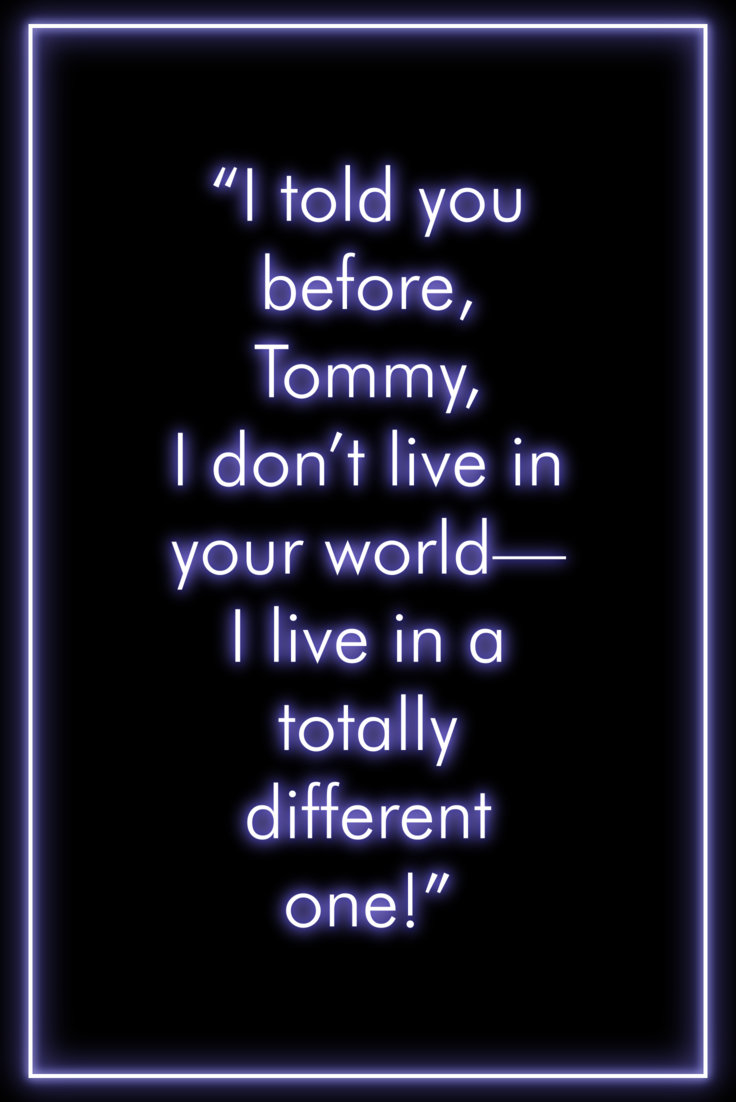 “I told you
before,
Tommy,
I don’t live in
your world—
I live in a
totally
different
one!”